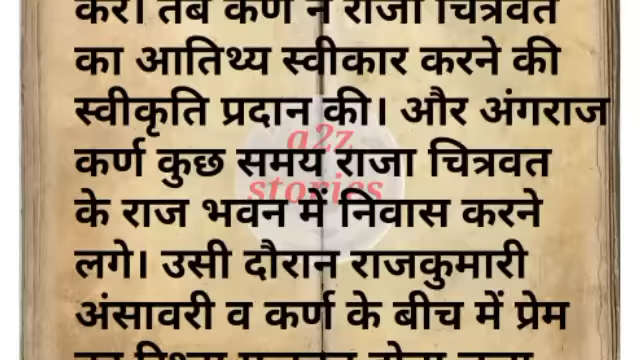 करें। तब कर्ण ने राजा चित्रवत
का आतिथ्य स्वीकार करने की
स्वीकृति प्रदान की। और अंगराज
a2z
कर्ण कुछ समय राजा चित्रवत
stories
के राज भवन में निवास करने
लगे। उसी दौरान राजकुमारी
अंसावरी व कर्ण के बीच में प्रेम